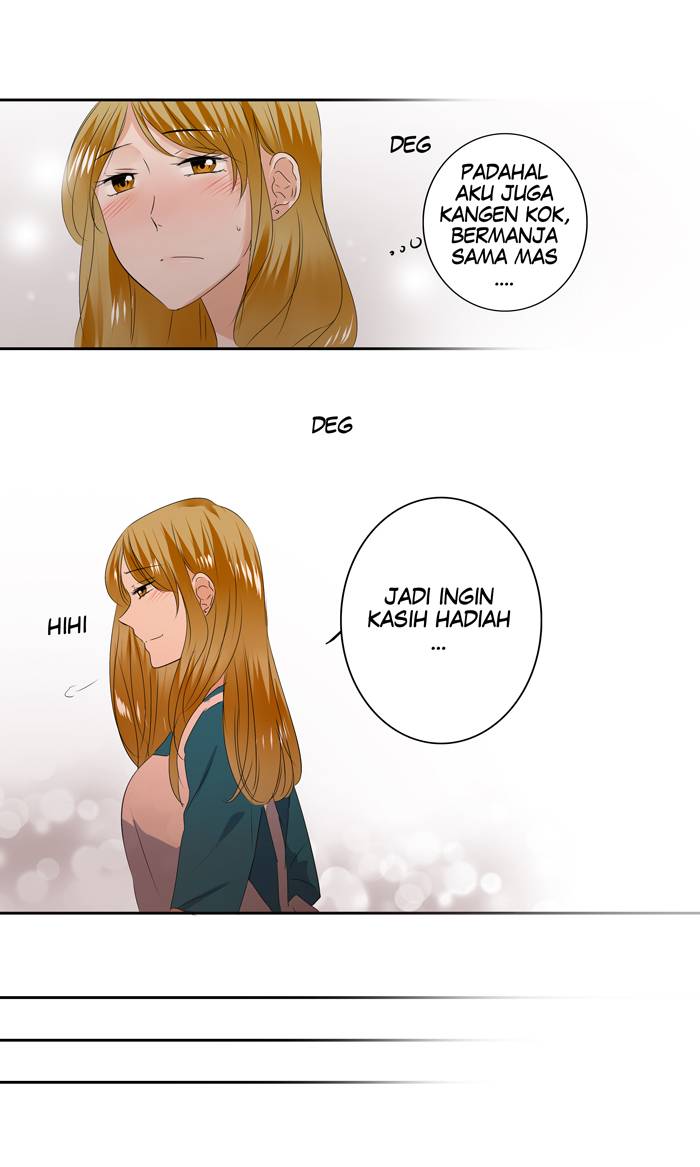 DEG
PADAHAL
AKU JUGA
KANGEN KOK,
BERMANJA
SAMA MAS
....
DEG
JADI INGIN
KASIH HADIAH
...
HIHI